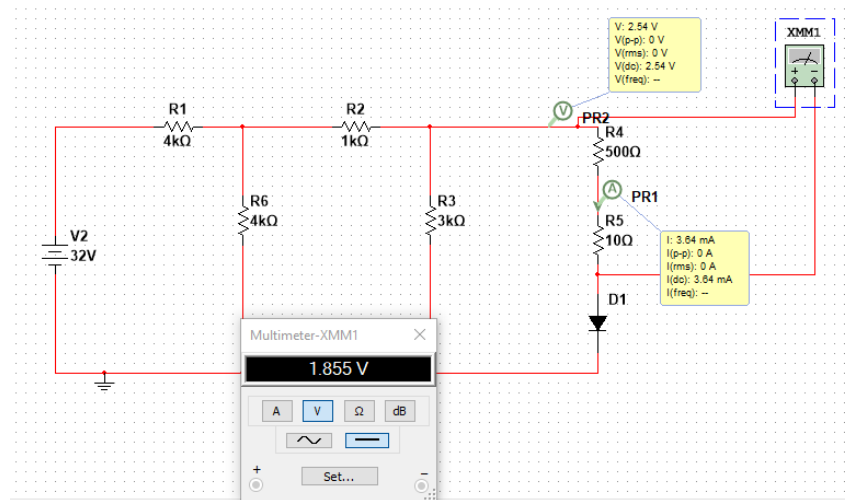 V: 2.54 V
V(p-p): 0 V
V(rms): 0 V
V(dc): 2.54 V
V(freq): --
XMM1
R1
4kΩ
R2
1kΩ
V
PR2
R4
500Ω
A
PR1
R6
4kΩ
R3
3kΩ
R5
10Ω
V2
32V
I: 3.64 mA
I(p-p): 0 A
I(rms): 0 A
I(dc): 3.64 mA
I(freq): --
D1
Multimeter-XMM1
1.855 V
A V Ω dB
+ Set... −